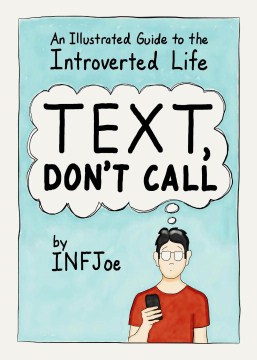 An Illustrated Guide to the
Introverted Life
TEXT,
DON'T CALL
by
INFJoe